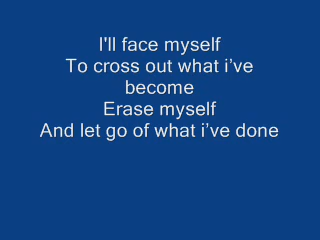 I'll face myself
To cross out what i’ve
become
Erase myself
And let go of what i’ve done